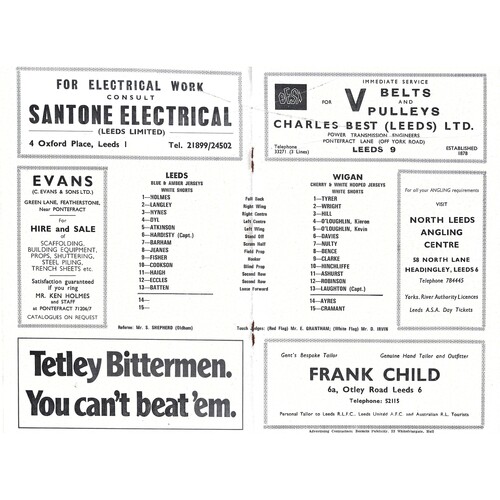 FOR ELECTRICAL WORK
CONSULT
SANTONE ELECTRICAL
(LEEDS LIMITED)
4 Oxford Place, Leeds 1 Tel. 21899/24502
IMMEDIATE SERVICE
FOR V BELTS
AND
PULLEYS
CHARLES BEST (LEEDS) LTD.
POWER TRANSMISSION ENGINEERS
PONTEFRACT LANE (OFF YORK ROAD)
Telephone
33271 (3 Lines)
LEEDS 9
ESTABLISHED
1878
EVANS
(C. EVANS & SONS LTD.)
GREEN LANE, FEATHERSTONE,
Near PONTEFRACT
For
HIRE and SALE
of
SCAFFOLDING,
BUILDING EQUIPMENT,
PROPS, SHUTTERING,
STEEL PILING,
TRENCH SHEETS etc.
Satisfaction guaranteed
if you ring
MR. KEN HOLMES
and STAFF
at PONTEFRACT 71206/7
CATALOGUES ON REQUEST
LEEDS
BLUE & AMBER JERSEYS
WHITE SHORTS
1—HOLMES
2—LANGLEY
3—HYNES
4—DYL
5—ATKINSON
6—HARDISTY (Capt.)
7—BARHAM
8—JEANES
9—FISHER
10—COOKSON
11—HAIGH
12—ECCLES
13—BATTEN
14—
15—
Full Back
Right Wing
Right Centre
Left Centre
Left Wing
Stand Off
Scrum Half
Field Prop
Hooker
Blind Prop
Second Row
Second Row
Loose Forward
WIGAN
CHERRY & WHITE HOOPED JERSEYS
WHITE SHORTS
1—TYRER
2—WRIGHT
3—HILL
4—O'LOUGHLIN, Kieron
5—O'LOUGHLIN, Kevin
6—DAVIES
7—NULTY
8—BENCE
9—CLARKE
10—HINCHLIFFE
11—ASHURST
12—ROBINSON
13—LAUGHTON (Capt.)
14—AYRES
15—CRAMANT
For all your ANGLING requirements
VISIT
NORTH LEEDS
ANGLING
CENTRE
58 NORTH LANE
HEADINGLEY, LEEDS 6
Telephone 784445
Yorks. River Authority Licences
Leeds A.S.A. Day Tickets
Referee: Mr. S. SHEPHERD (Oldham) Touch Judges: (Red Flag) Mr. E. GRANTHAM; (White Flag) Mr. D. IRVIN
Tetley Bittermen.
You can't beat 'em.
Gent's Bespoke Tailor Genuine Hand Tailor and Outfitter
FRANK CHILD
6a, Otley Road Leeds 6
Telephone: 52115
Personal Tailor to Leeds R.L.F.C., Leeds United A.F.C. and Australian R.L. Tourists